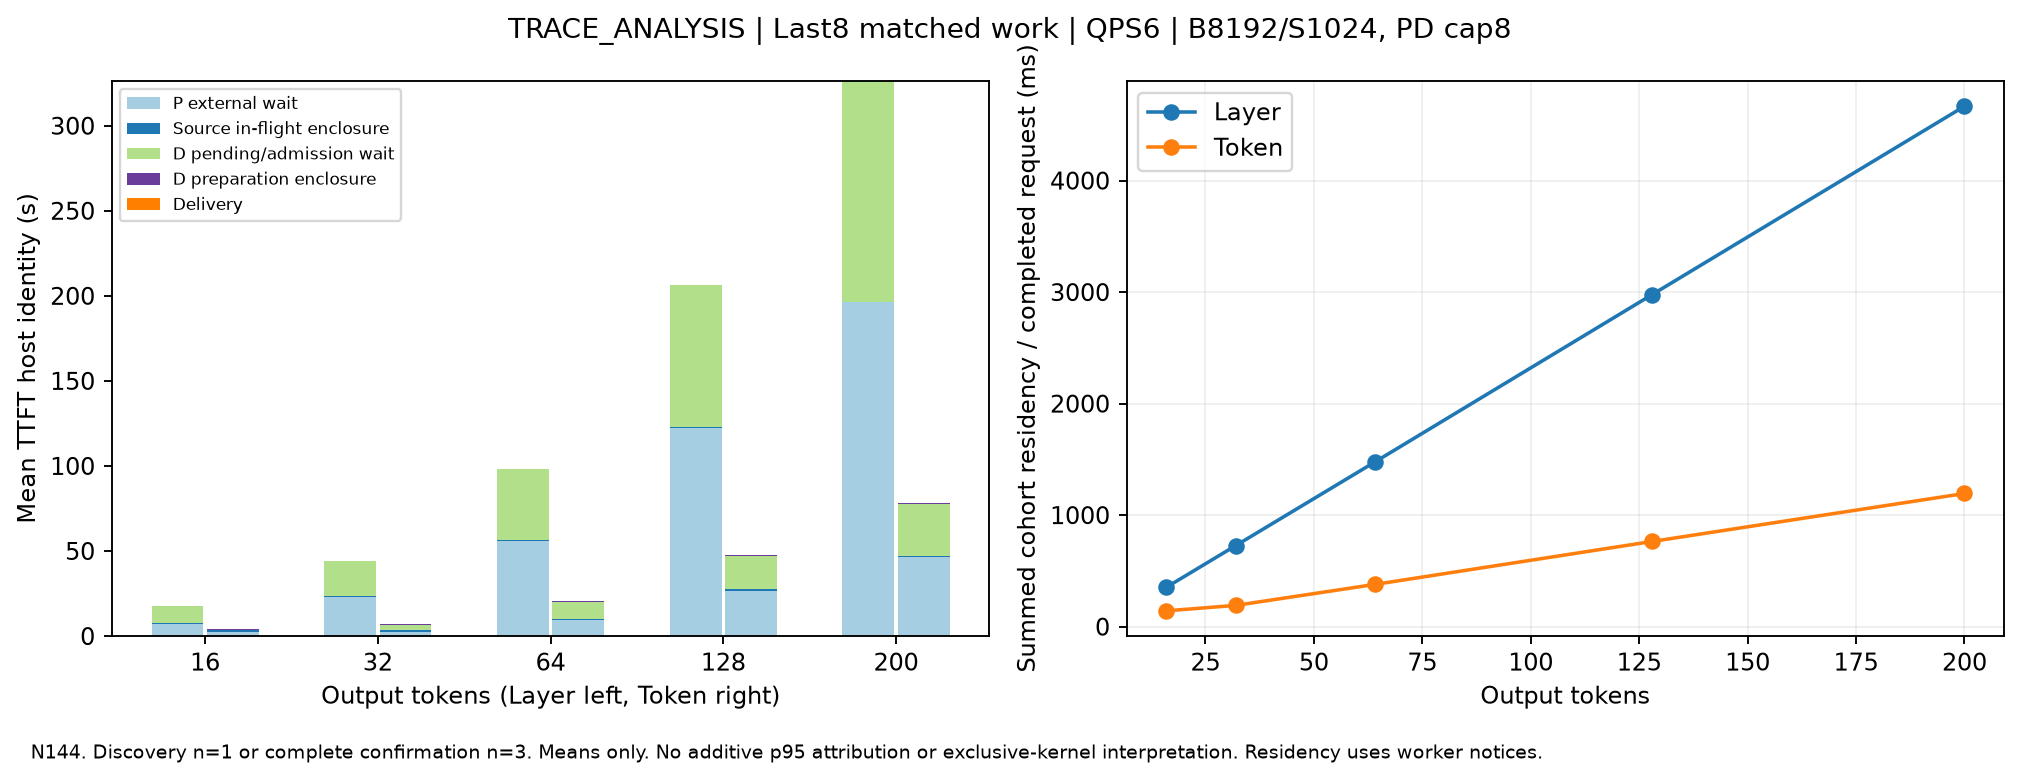 TRACE_ANALYSIS | Last8 matched work | QPS6 | B8192/S1024, PD cap8
Mean TTFT host identity (s)
300
250
200
150
100
50
0
P external wait
Source in-flight enclosure
D pending/admission wait
D preparation enclosure
Delivery
16 32 64 128 200
Output tokens (Layer left, Token right)
Summed cohort residency / completed request (ms)
4000
3000
2000
1000
0
Layer
Token
25 50 75 100 125 150 175 200
Output tokens
N144. Discovery n=1 or complete confirmation n=3. Means only. No additive p95 attribution or exclusive-kernel interpretation. Residency uses worker notices.